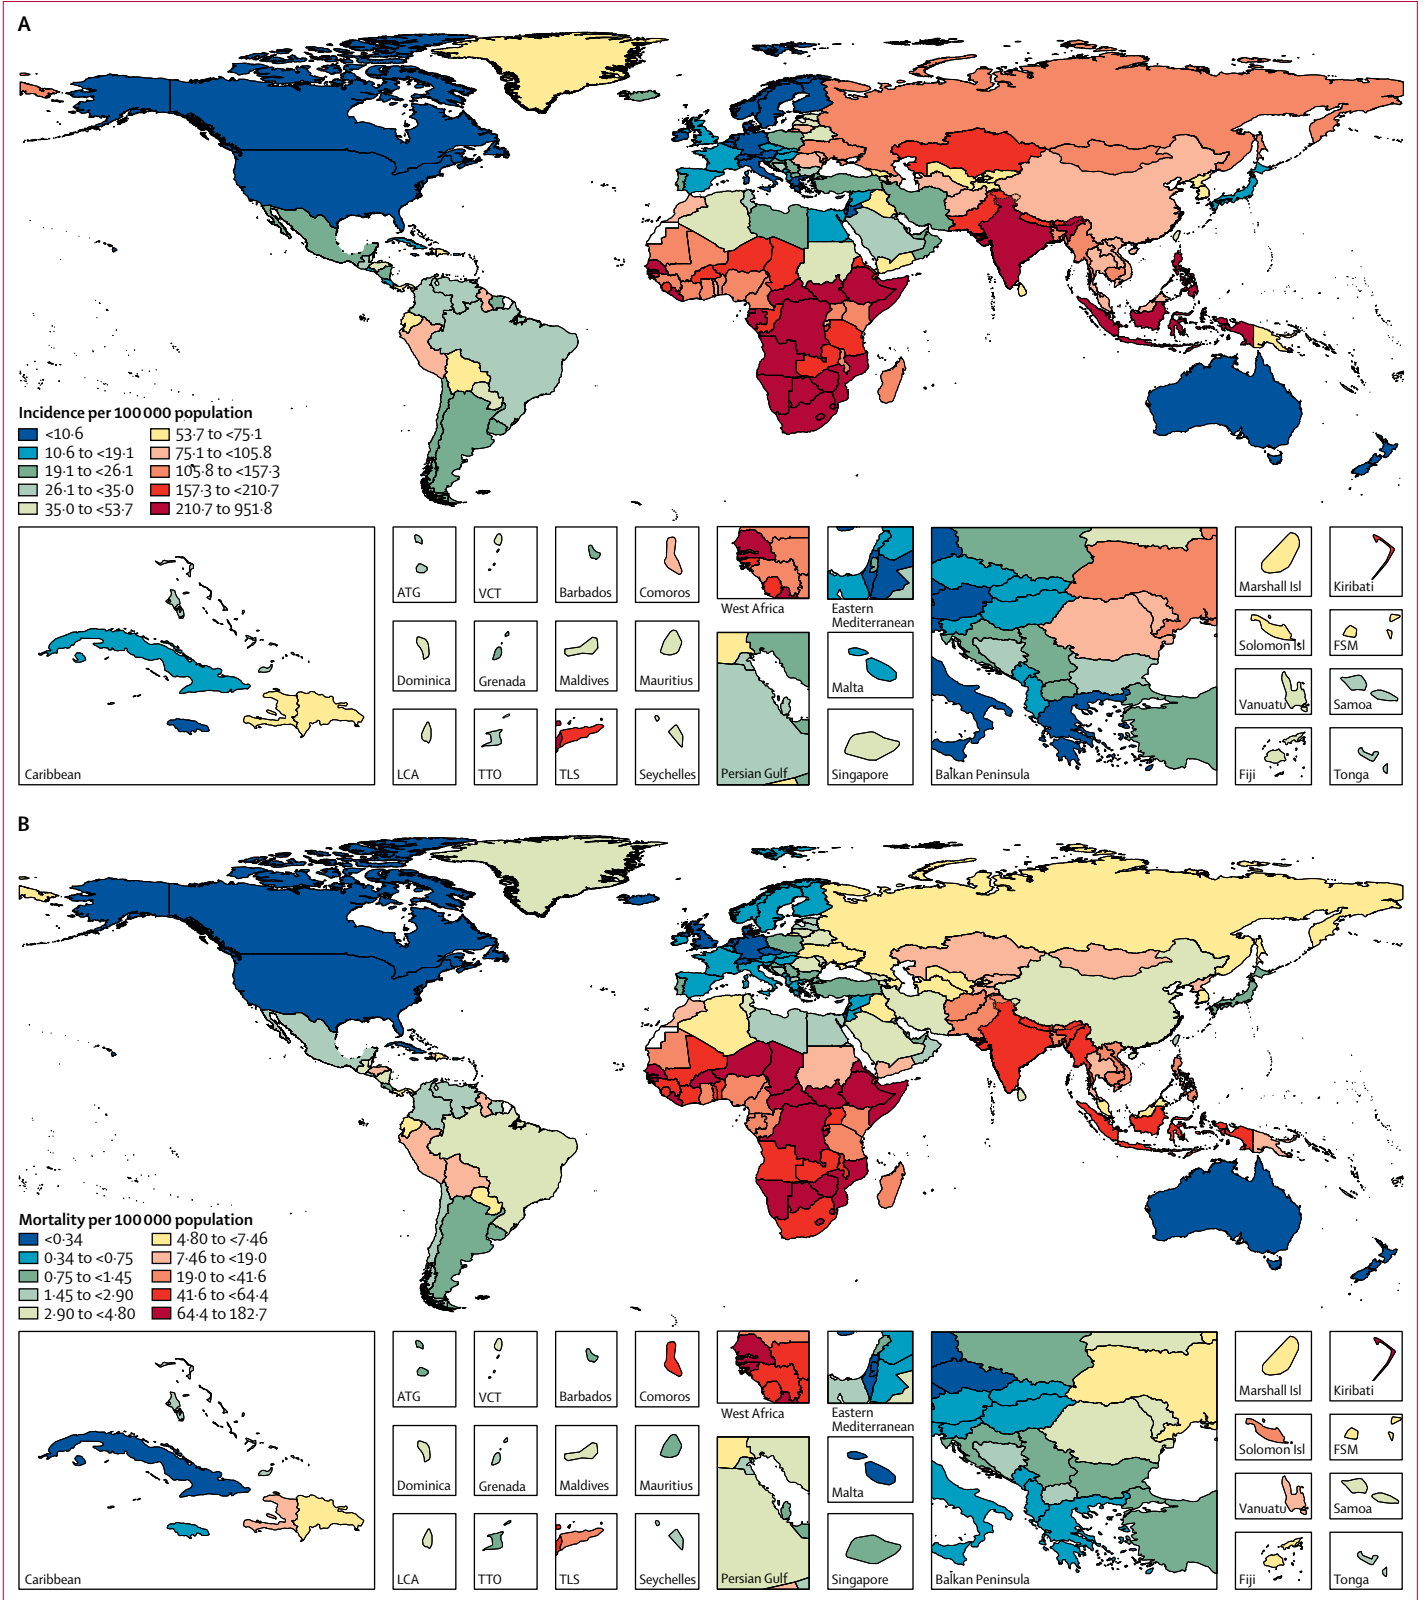 A
Incidence per 100 000 population
<10·6
10·6 to <19·1
19·1 to <26·1
26·1 to <35·0
35·0 to <53·7
53·7 to <75·1
75·1 to <105.8
105·8 to <157·3
157·3 to <210·7
210·7 to 951·8
Caribbean
ATG
VCT
Barbados
Comoros
West Africa
Eastern
Mediterranean
Marshall Isl
Kiribati
Dominica
Grenada
Maldives
Mauritius
Malta
Solomon Isl
FSM
LCA
TTO
TLS
Seychelles
Persian Gulf
Singapore
Balkan Peninsula
Vanuatu
Samoa
Fiji
Tonga
B
Mortality per 100 000 population
<0·34
0·34 to <0·75
0·75 to <1·45
1·45 to <2·90
2·90 to <4·80
4·80 to <7·46
7·46 to <19·0
19·0 to <41·6
41·6 to <64·4
64·4 to 182·7
Caribbean
ATG
VCT
Barbados
Comoros
West Africa
Eastern
Mediterranean
Marshall Isl
Kiribati
Dominica
Grenada
Maldives
Mauritius
Malta
Solomon Isl
FSM
LCA
TTO
TLS
Seychelles
Persian Gulf
Singapore
Balkan Peninsula
Vanuatu
Samoa
Fiji
Tonga